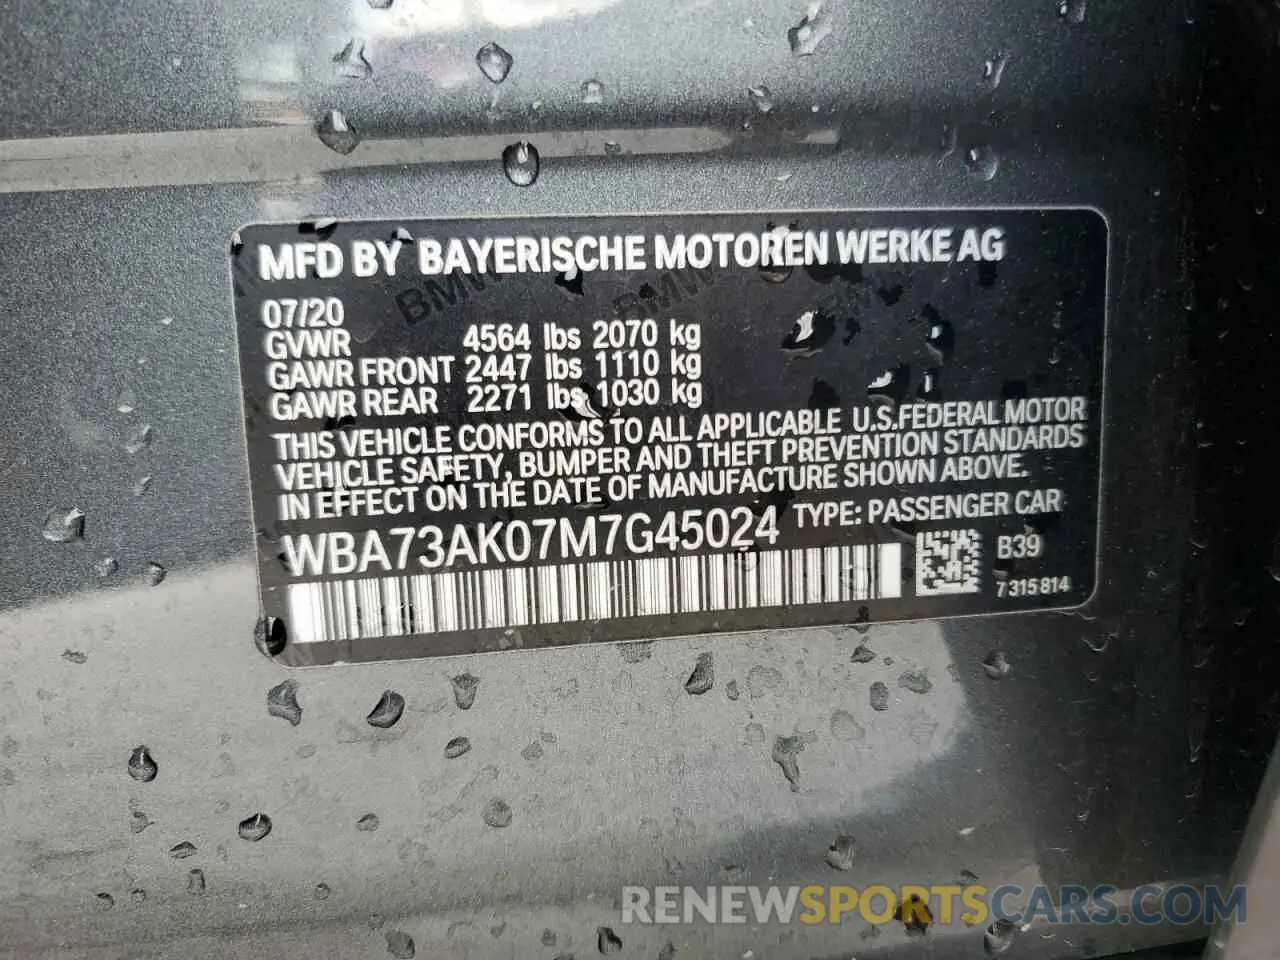 MFD BY BAYERISCHE MOTOREN WERKE AG
07/20
GVWR 4564 lbs 2070 kg
GAWR FRONT 2447 lbs 1110 kg
GAWR REAR 2271 lbs 1030 kg
THIS VEHICLE CONFORMS TO ALL APPLICABLE U.S.FEDERAL MOTOR
VEHICLE SAFETY, BUMPER AND THEFT PREVENTION STANDARDS
IN EFFECT ON THE DATE OF MANUFACTURE SHOWN ABOVE.
WBA73AK07M7G45024 TYPE: PASSENGER CAR
B39
7 315 814
BMW
BMW
BMW
RENEWSPORTSCARS.COM